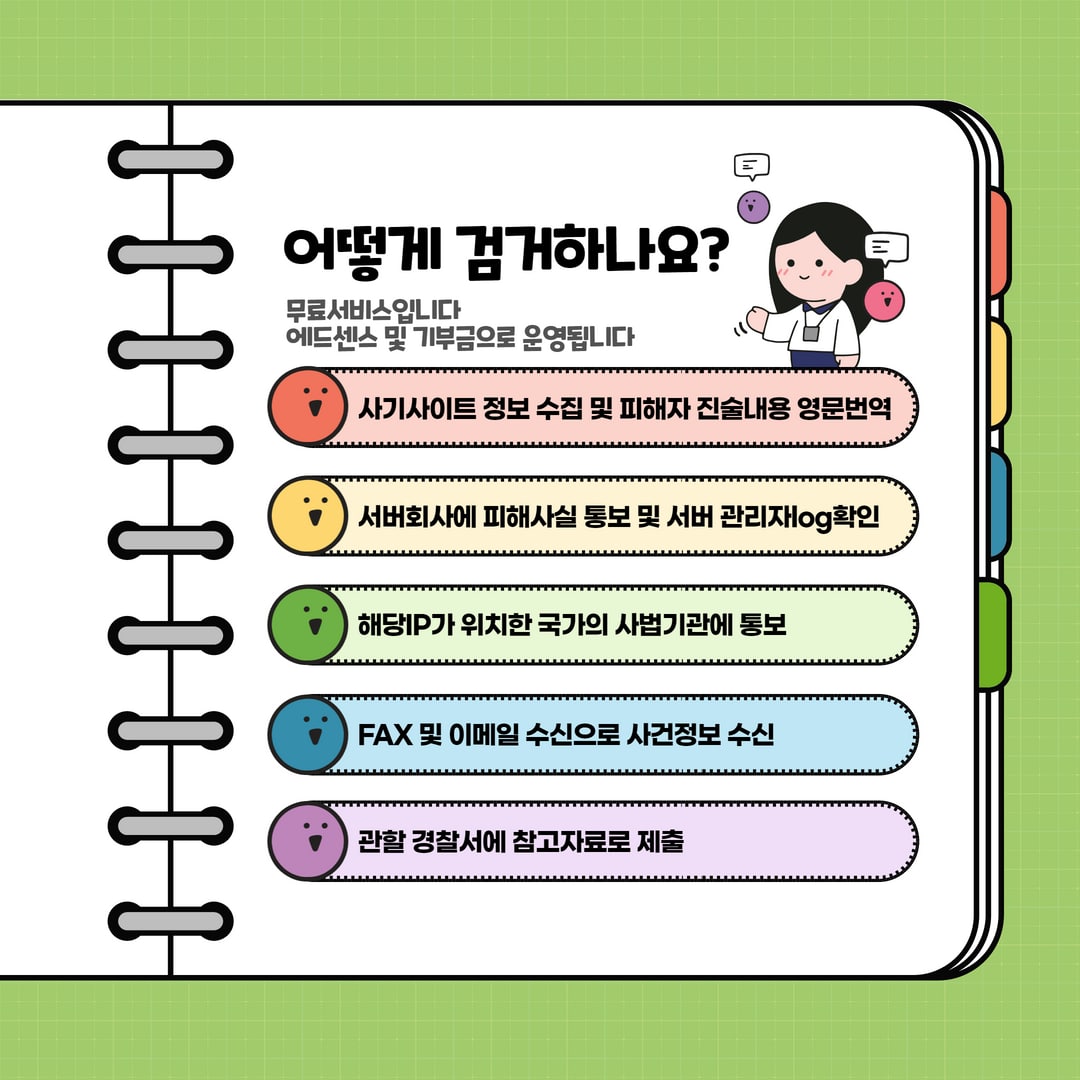 어떻게 검거하나요?
무료서비스입니다
에드센스 및 기부금으로 운영됩니다
사기사이트 정보 수집 및 피해자 진술내용 영문번역
서버회사에 피해사실 통보 및 서버 관리자log확인
해당IP가 위치한 국가의 사법기관에 통보
FAX 및 이메일 수신으로 사건정보 수신
관할 경찰서에 참고자료로 제출